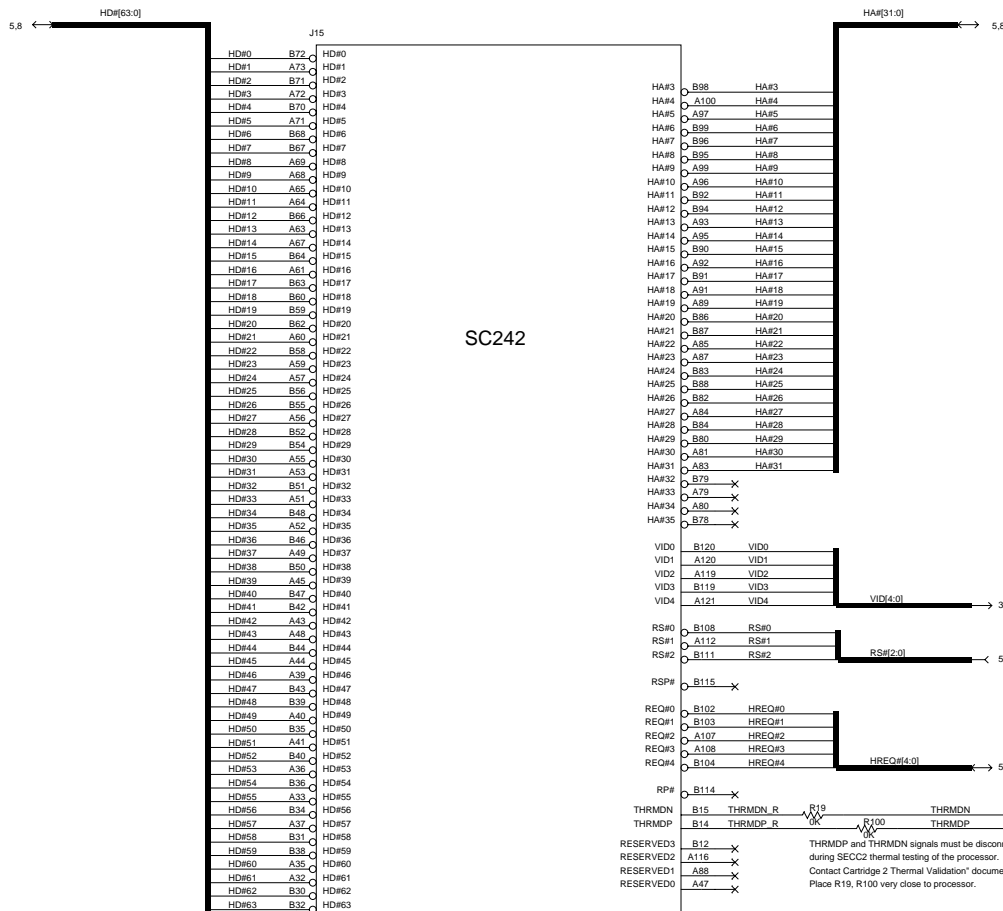 HD#[63:0]
HA#[31:0]
5,8
5,8
J15
SC242
HD#0 B72 HD#0
HD#1 A73 HD#1
HD#2 B71 HD#2
HD#3 A72 HD#3
HD#4 B70 HD#4
HD#5 A71 HD#5
HD#6 B68 HD#6
HD#7 B67 HD#7
HD#8 A69 HD#8
HD#9 A68 HD#9
HD#10 A65 HD#10
HD#11 A64 HD#11
HD#12 B66 HD#12
HD#13 A63 HD#13
HD#14 A67 HD#14
HD#15 B64 HD#15
HD#16 A61 HD#16
HD#17 B63 HD#17
HD#18 B60 HD#18
HD#19 B59 HD#19
HD#20 B62 HD#20
HD#21 A60 HD#21
HD#22 B58 HD#22
HD#23 A59 HD#23
HD#24 A57 HD#24
HD#25 B56 HD#25
HD#26 B55 HD#26
HD#27 A56 HD#27
HD#28 B52 HD#28
HD#29 B54 HD#29
HD#30 A55 HD#30
HD#31 A53 HD#31
HD#32 B51 HD#32
HD#33 A51 HD#33
HD#34 B48 HD#34
HD#35 A52 HD#35
HD#36 B46 HD#36
HD#37 A49 HD#37
HD#38 B50 HD#38
HD#39 A45 HD#39
HD#40 B47 HD#40
HD#41 B42 HD#41
HD#42 A43 HD#42
HD#43 A48 HD#43
HD#44 B44 HD#44
HD#45 A44 HD#45
HD#46 A39 HD#46
HD#47 B43 HD#47
HD#48 B39 HD#48
HD#49 A40 HD#49
HD#50 B35 HD#50
HD#51 A41 HD#51
HD#52 B40 HD#52
HD#53 A36 HD#53
HD#54 B36 HD#54
HD#55 A33 HD#55
HD#56 B34 HD#56
HD#57 A37 HD#57
HD#58 B31 HD#58
HD#59 B38 HD#59
HD#60 A35 HD#60
HD#61 A32 HD#61
HD#62 B30 HD#62
HD#63 B32 HD#63
HA#3 B98 HA#3
HA#4 A100 HA#4
HA#5 A97 HA#5
HA#6 B99 HA#6
HA#7 B96 HA#7
HA#8 B95 HA#8
HA#9 A99 HA#9
HA#10 A96 HA#10
HA#11 B92 HA#11
HA#12 B94 HA#12
HA#13 A93 HA#13
HA#14 A95 HA#14
HA#15 B90 HA#15
HA#16 A92 HA#16
HA#17 B91 HA#17
HA#18 A91 HA#18
HA#19 A89 HA#19
HA#20 B86 HA#20
HA#21 B87 HA#21
HA#22 A85 HA#22
HA#23 A87 HA#23
HA#24 B83 HA#24
HA#25 B88 HA#25
HA#26 B82 HA#26
HA#27 A84 HA#27
HA#28 B84 HA#28
HA#29 B80 HA#29
HA#30 A81 HA#30
HA#31 A83 HA#31
HA#32 B79
HA#33 A79
HA#34 A80
HA#35 B78
VID0 B120 VID0
VID1 A120 VID1
VID2 A119 VID2
VID3 B119 VID3
VID4 A121 VID4 VID[4:0] 3
RS#0 B108 RS#0
RS#1 A112 RS#1
RS#2 B111 RS#2 RS#[2:0] 5
RSP# B115
REQ#0 B102 HREQ#0
REQ#1 B103 HREQ#1
REQ#2 A107 HREQ#2
REQ#3 A108 HREQ#3
REQ#4 B104 HREQ#4 HREQ#[4:0] 5
RP# B114
THRMDN B15 THRMDN_R R19 0K THRMDN
THRMDP B14 THRMDP_R R100 0K THRMDP
RESERVED3 B12
RESERVED2 A116
RESERVED1 A88
RESERVED0 A47
THRMDP and THRMDN signals must be disconn
during SECC2 thermal testing of the processor.
Contact Cartridge 2 Thermal Validation" docume
Place R19, R100 very close to processor.